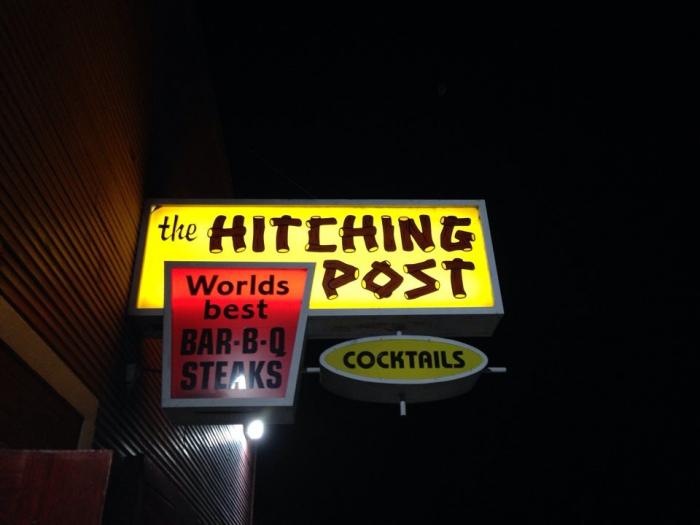 the HITCHING
POST
Worlds
best
BAR-B-Q
STEAKS
COCKTAILS